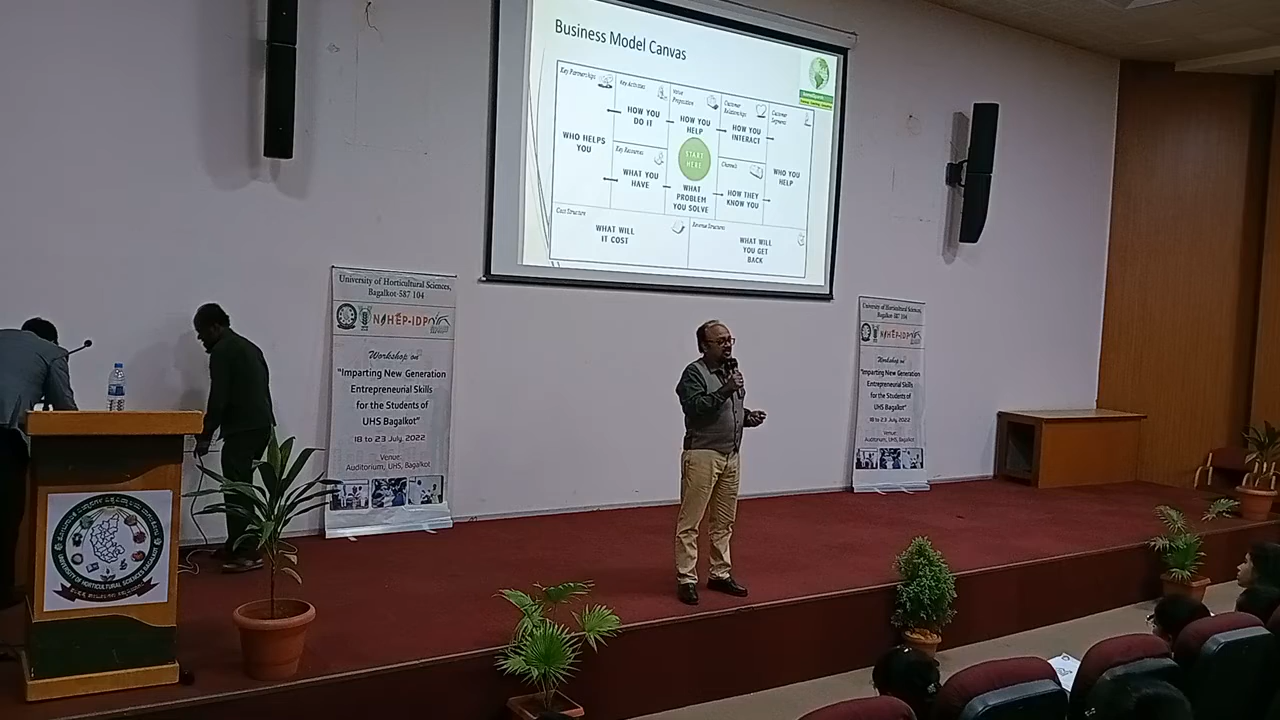 Business Model Canvas
Key Partnerships
WHO HELPS
YOU
Key Activities
HOW YOU
DO IT
Key Resources
WHAT YOU
HAVE
Value
Proposition
HOW YOU
HELP
START
HERE
WHAT
PROBLEM
YOU SOLVE
Customer
Relationships
HOW YOU
INTERACT
Channels
HOW THEY
KNOW YOU
Customer
Segments
WHO YOU
HELP
Cost Structure
WHAT WILL
IT COST
Revenue Structure
WHAT WILL
YOU GET
BACK
University of Horticultural Sciences,
Bagalkot-587 104
NAHEP-IDP
Workshop on
"Imparting New Generation
Entrepreneurial Skills
for the Students of
UHS Bagalkot"
18 to 23 July, 2022
Venue:
Auditorium, UHS, Bagalkot
University of Horticultural Sciences,
Bagalkot-587 104
NAHEP-IDP
Workshop on
"Imparting New Generation
Entrepreneurial Skills
for the Students of
UHS Bagalkot"
18 to 23 July, 2022
Venue:
Auditorium, UHS, Bagalkot
UNIVERSITY OF HORTICULTURAL SCIENCES BAGALKOT